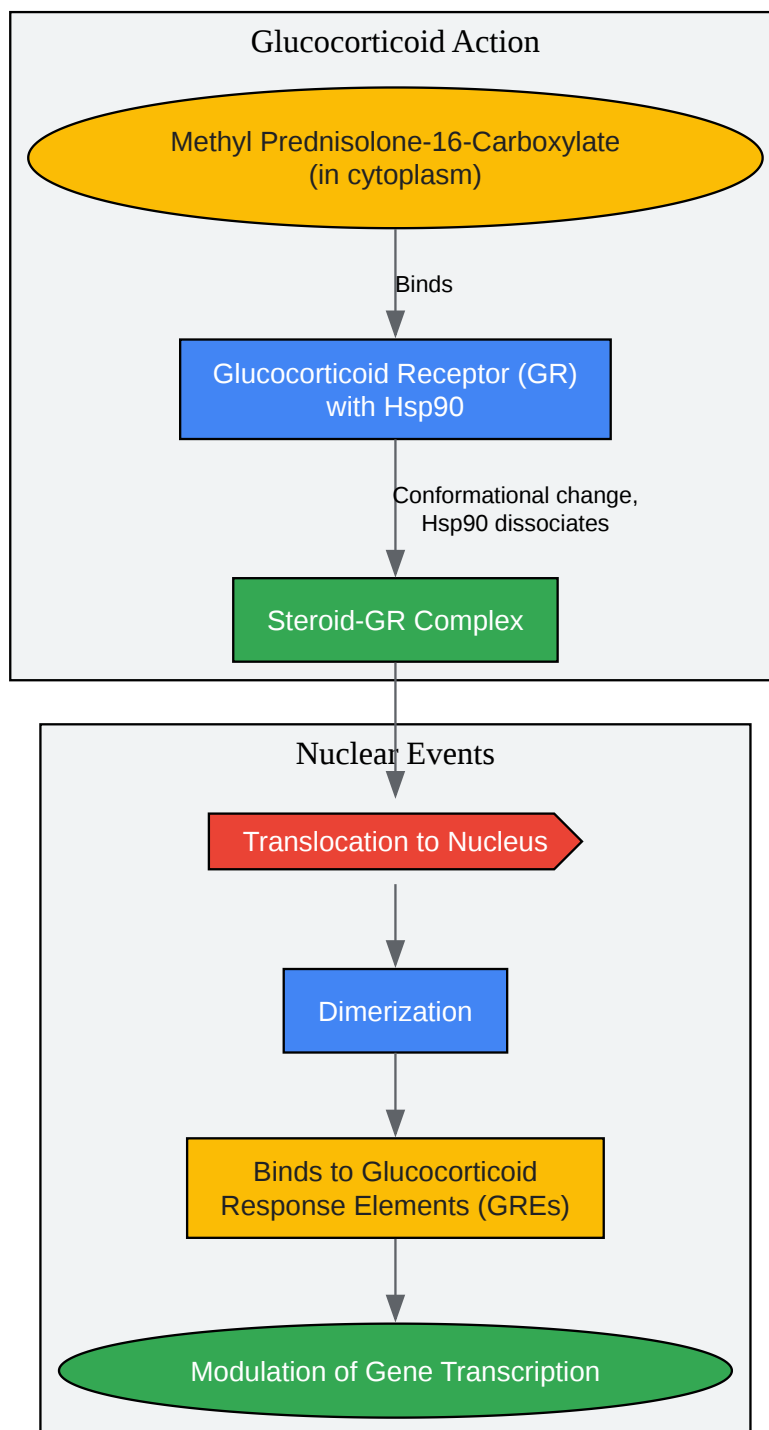 Glucocorticoid Action
Methyl Prednisolone-16-Carboxylate
(in cytoplasm)
Binds
Glucocorticoid Receptor (GR)
with Hsp90
Conformational change,
Hsp90 dissociates
Steroid-GR Complex
Nuclear Events
Translocation to Nucleus
Dimerization
Binds to Glucocorticoid
Response Elements (GREs)
Modulation of Gene Transcription